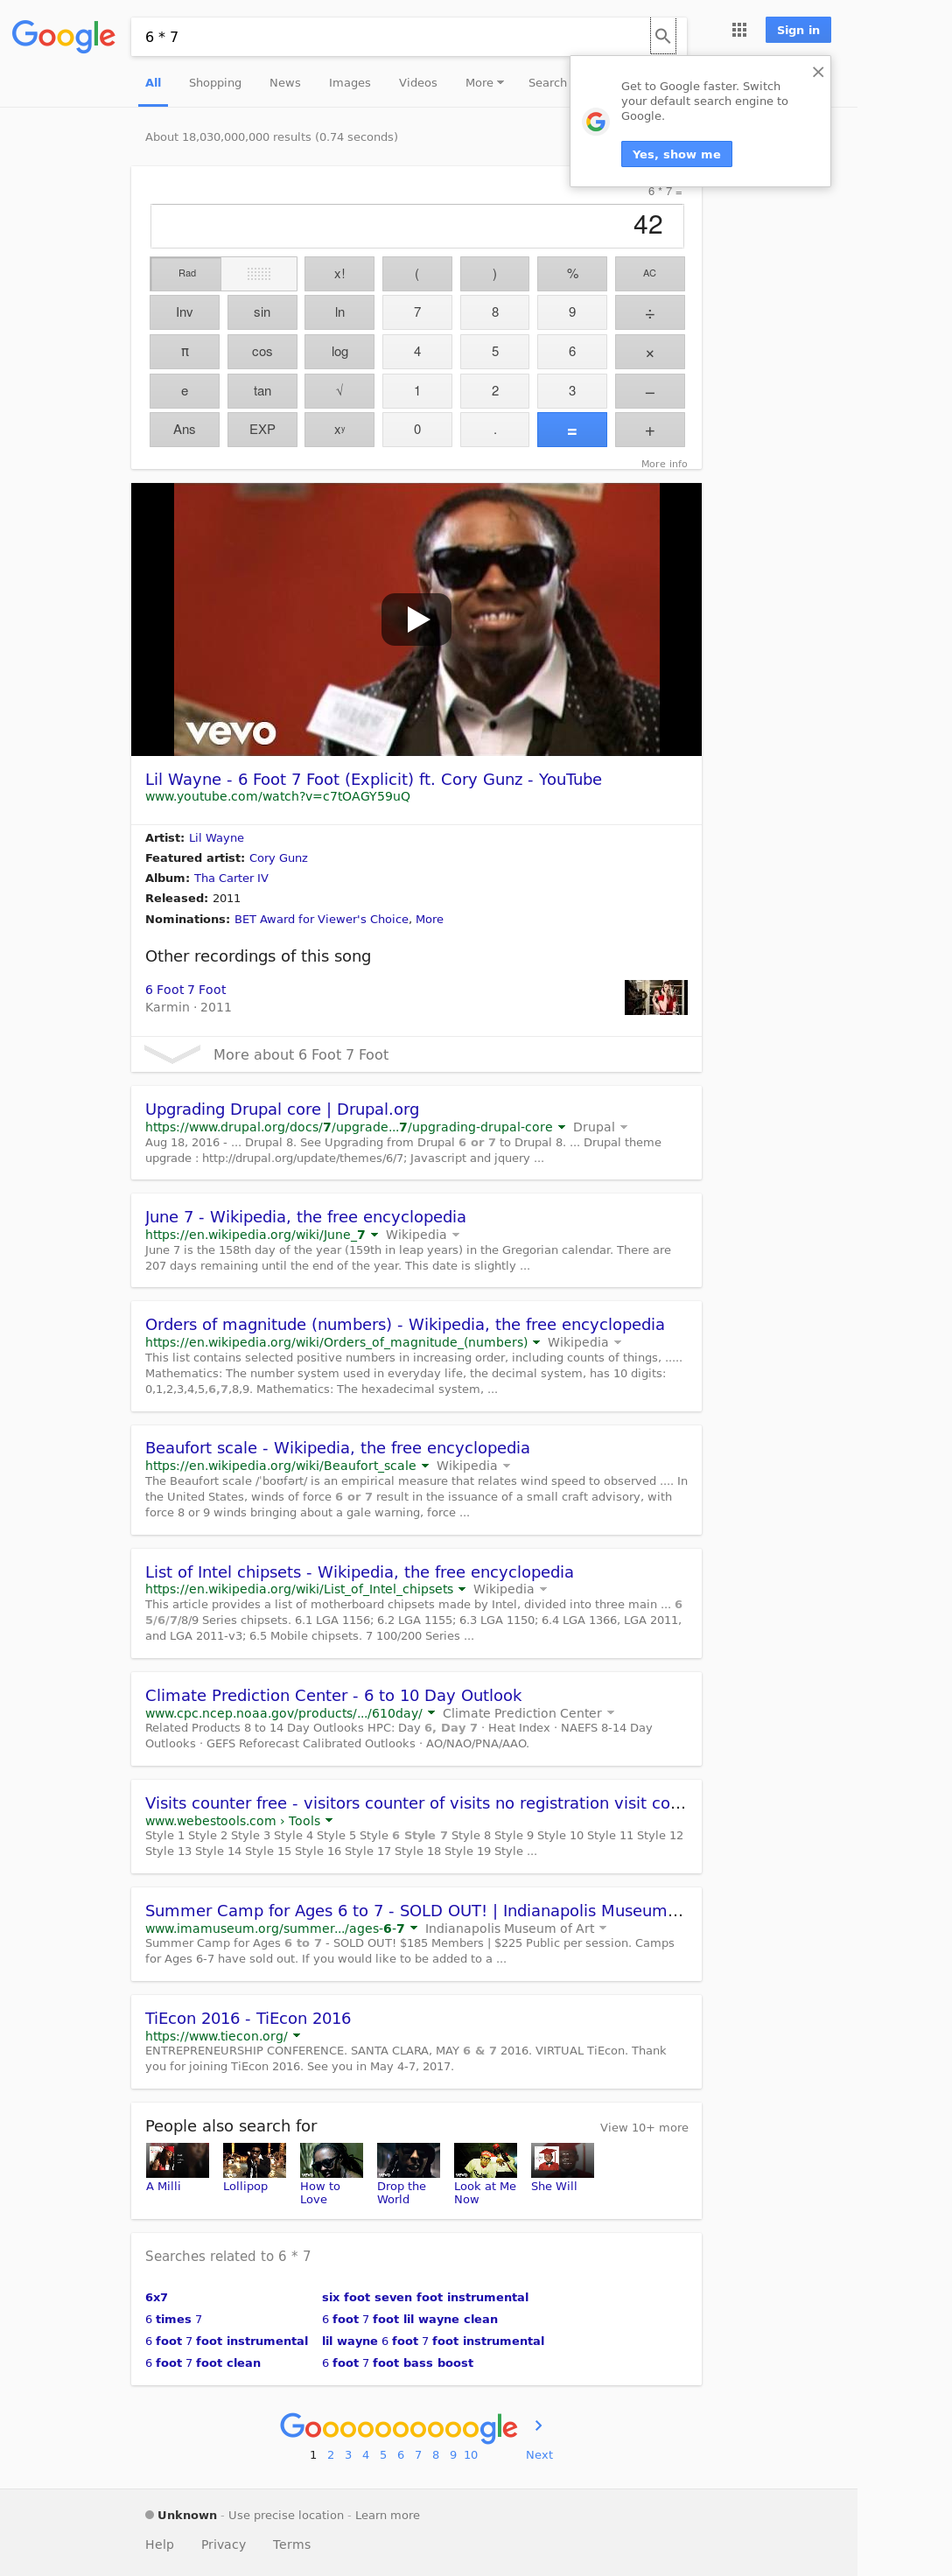 Google
6 * 7
Sign in
All Shopping News Images Videos More Search
Get to Google faster. Switch
your default search engine to
Google.
Yes, show me
About 18,030,000,000 results (0.74 seconds)
6 * 7 =
42
Rad x! ( ) % AC
Inv sin ln 7 8 9 ÷
π cos log 4 5 6 ×
e tan √ 1 2 3 −
Ans EXP xʸ 0 . = +
More info
vevo
Lil Wayne - 6 Foot 7 Foot (Explicit) ft. Cory Gunz - YouTube
www.youtube.com/watch?v=c7tOAGY59uQ
Artist: Lil Wayne
Featured artist: Cory Gunz
Album: Tha Carter IV
Released: 2011
Nominations: BET Award for Viewer's Choice, More
Other recordings of this song
6 Foot 7 Foot
Karmin · 2011
More about 6 Foot 7 Foot
Upgrading Drupal core | Drupal.org
https://www.drupal.org/docs/7/upgrade...7/upgrading-drupal-core Drupal
Aug 18, 2016 - ... Drupal 8. See Upgrading from Drupal 6 or 7 to Drupal 8. ... Drupal theme
upgrade : http://drupal.org/update/themes/6/7; Javascript and jquery ...
June 7 - Wikipedia, the free encyclopedia
https://en.wikipedia.org/wiki/June_7 Wikipedia
June 7 is the 158th day of the year (159th in leap years) in the Gregorian calendar. There are
207 days remaining until the end of the year. This date is slightly ...
Orders of magnitude (numbers) - Wikipedia, the free encyclopedia
https://en.wikipedia.org/wiki/Orders_of_magnitude_(numbers) Wikipedia
This list contains selected positive numbers in increasing order, including counts of things, .....
Mathematics: The number system used in everyday life, the decimal system, has 10 digits:
0,1,2,3,4,5,6,7,8,9. Mathematics: The hexadecimal system, ...
Beaufort scale - Wikipedia, the free encyclopedia
https://en.wikipedia.org/wiki/Beaufort_scale Wikipedia
The Beaufort scale /ˈboʊfərt/ is an empirical measure that relates wind speed to observed .... In
the United States, winds of force 6 or 7 result in the issuance of a small craft advisory, with
force 8 or 9 winds bringing about a gale warning, force ...
List of Intel chipsets - Wikipedia, the free encyclopedia
https://en.wikipedia.org/wiki/List_of_Intel_chipsets Wikipedia
This article provides a list of motherboard chipsets made by Intel, divided into three main ... 6
5/6/7/8/9 Series chipsets. 6.1 LGA 1156; 6.2 LGA 1155; 6.3 LGA 1150; 6.4 LGA 1366, LGA 2011,
and LGA 2011-v3; 6.5 Mobile chipsets. 7 100/200 Series ...
Climate Prediction Center - 6 to 10 Day Outlook
www.cpc.ncep.noaa.gov/products/.../610day/ Climate Prediction Center
Related Products 8 to 14 Day Outlooks HPC: Day 6, Day 7 · Heat Index · NAEFS 8-14 Day
Outlooks · GEFS Reforecast Calibrated Outlooks · AO/NAO/PNA/AAO.
Visits counter free - visitors counter of visits no registration visit co...
www.webestools.com › Tools
Style 1 Style 2 Style 3 Style 4 Style 5 Style 6 Style 7 Style 8 Style 9 Style 10 Style 11 Style 12
Style 13 Style 14 Style 15 Style 16 Style 17 Style 18 Style 19 Style ...
Summer Camp for Ages 6 to 7 - SOLD OUT! | Indianapolis Museum...
www.imamuseum.org/summer.../ages-6-7 Indianapolis Museum of Art
Summer Camp for Ages 6 to 7 - SOLD OUT! $185 Members | $225 Public per session. Camps
for Ages 6-7 have sold out. If you would like to be added to a ...
TiEcon 2016 - TiEcon 2016
https://www.tiecon.org/
ENTREPRENEURSHIP CONFERENCE. SANTA CLARA, MAY 6 & 7 2016. VIRTUAL TiEcon. Thank
you for joining TiEcon 2016. See you in May 4-7, 2017.
People also search for View 10+ more
A Milli Lollipop How to Drop the Look at Me She Will
Love World Now
Searches related to 6 * 7
6x7 six foot seven foot instrumental
6 times 7 6 foot 7 foot lil wayne clean
6 foot 7 foot instrumental lil wayne 6 foot 7 foot instrumental
6 foot 7 foot clean 6 foot 7 foot bass boost
Goooooooooogle
1 2 3 4 5 6 7 8 9 10 Next
Unknown - Use precise location - Learn more
Help Privacy Terms